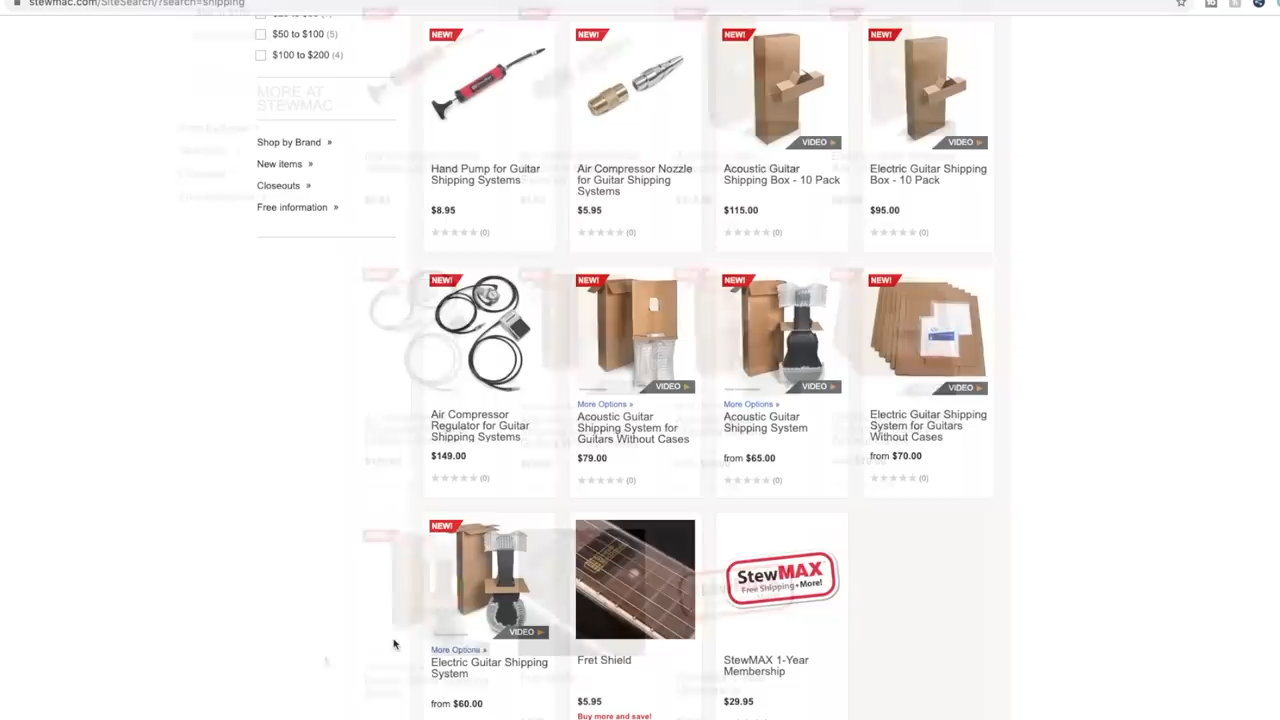 stewmac.com/SiteSearch/?search=shipping
$50 to $100 (5)
$100 to $200 (4)
MORE AT
STEWMAC
Shop by Brand »
New items »
Closeouts »
Free information »
NEW!
Hand Pump for Guitar
Shipping Systems
$8.95
(0)
NEW!
Air Compressor Nozzle
for Guitar Shipping
Systems
$5.95
(0)
NEW!
VIDEO
Acoustic Guitar
Shipping Box - 10 Pack
$115.00
(0)
NEW!
VIDEO
Electric Guitar Shipping
Box - 10 Pack
$95.00
(0)
NEW!
Air Compressor
Regulator for Guitar
Shipping Systems
$149.00
(0)
NEW!
VIDEO
More Options »
Acoustic Guitar
Shipping System for
Guitars Without Cases
$79.00
(0)
NEW!
VIDEO
More Options »
Acoustic Guitar
Shipping System
from $65.00
(0)
NEW!
VIDEO
Electric Guitar Shipping
System for Guitars
Without Cases
from $70.00
(0)
NEW!
VIDEO
More Options »
Electric Guitar Shipping
System
from $60.00
Fret Shield
$5.95
Buy more and save!
StewMAX
Free Shipping+More!
StewMAX 1-Year
Membership
$29.95